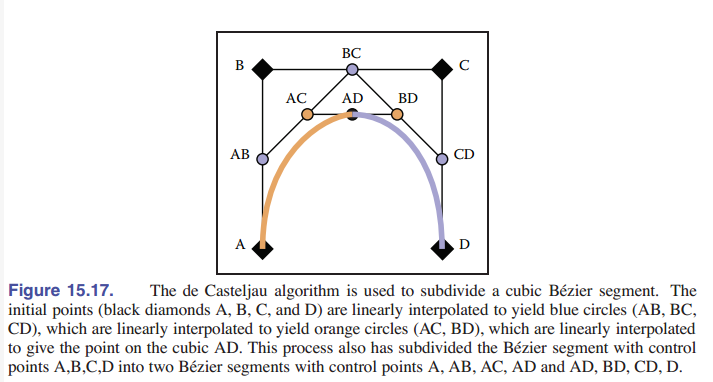 BC
B
C
AC
AD
BD
AB
CD
A
D
Figure 15.17. The de Casteljau algorithm is used to subdivide a cubic Bézier segment. The
initial points (black diamonds A, B, C, and D) are linearly interpolated to yield blue circles (AB, BC,
CD), which are linearly interpolated to yield orange circles (AC, BD), which are linearly interpolated
to give the point on the cubic AD. This process also has subdivided the Bézier segment with control
points A,B,C,D into two Bézier segments with control points A, AB, AC, AD and AD, BD, CD, D.